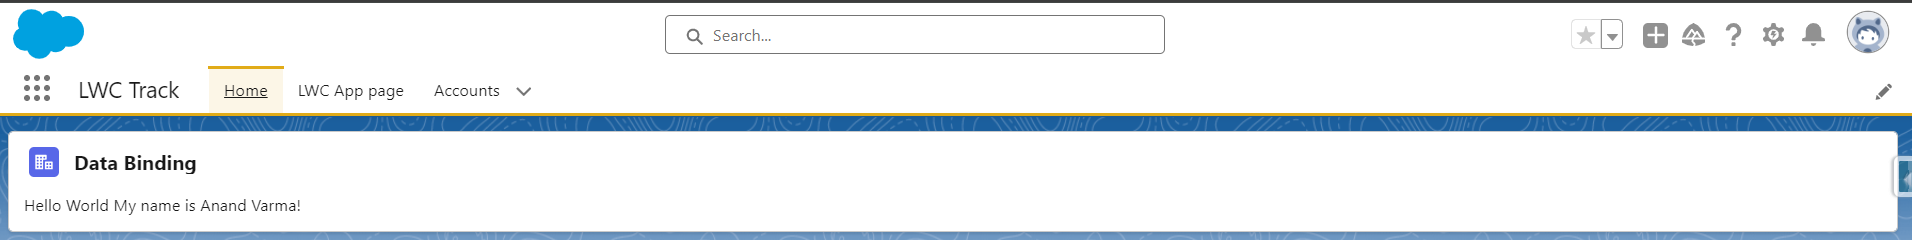 Search...
LWC Track Home LWC App page Accounts
Data Binding
Hello World My name is Anand Varma!